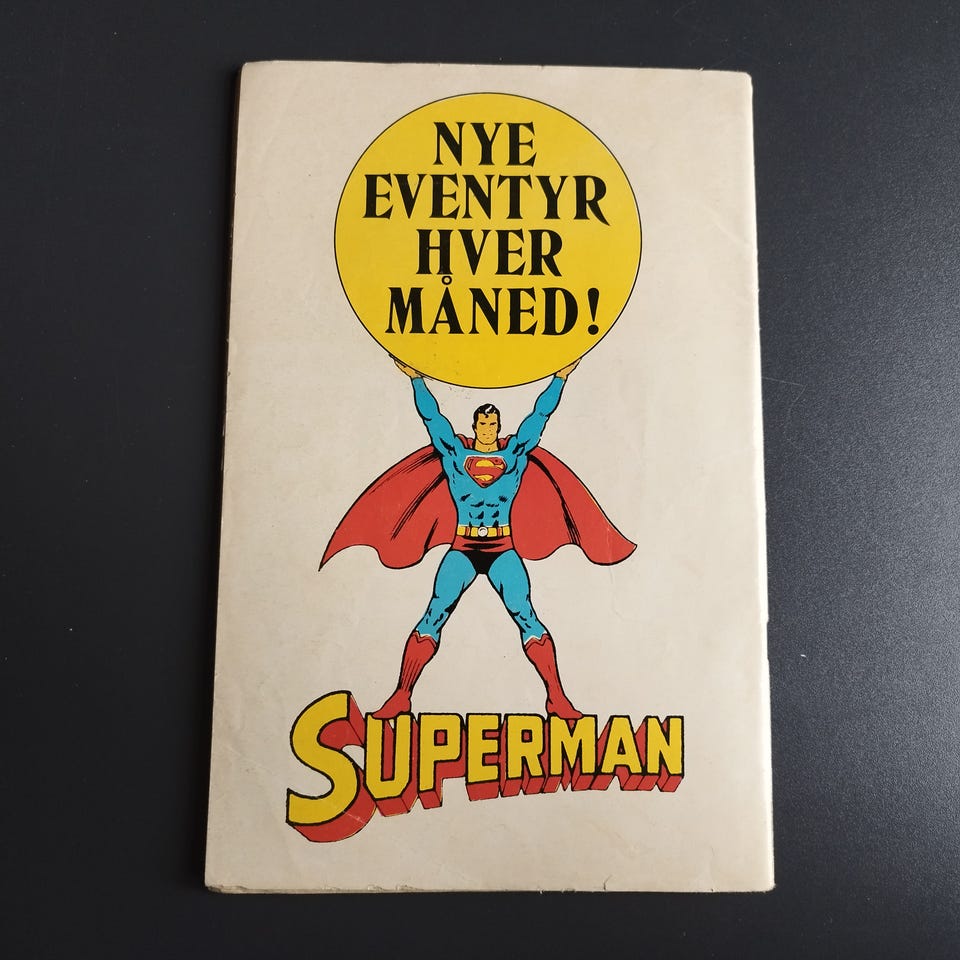 NYE
EVENTYR
HVER
MÅNED!
S
SUPERMAN